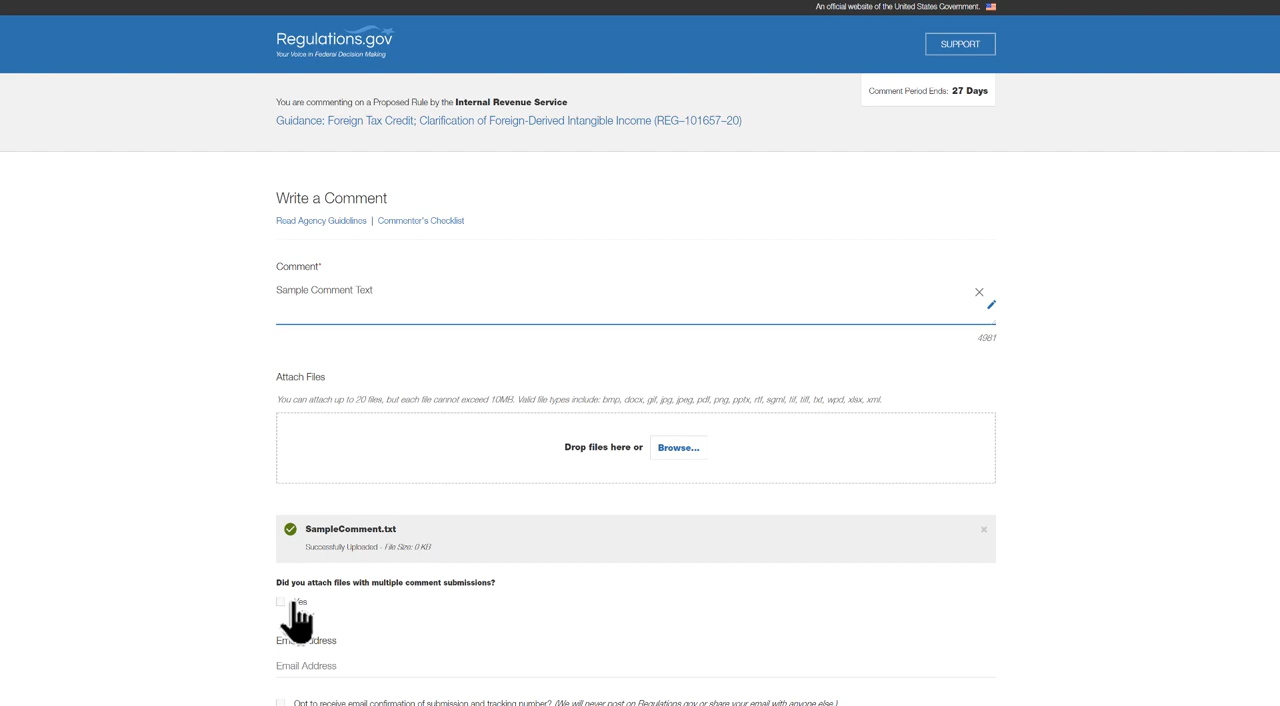 An official website of the United States Government.
Regulations.gov
Your Voice in Federal Decision Making
SUPPORT
Comment Period Ends: 27 Days
You are commenting on a Proposed Rule by the Internal Revenue Service
Guidance: Foreign Tax Credit; Clarification of Foreign-Derived Intangible Income (REG–101657–20)
Write a Comment
Read Agency Guidelines | Commenter's Checklist
Comment*
Sample Comment Text
4981
Attach Files
You can attach up to 20 files, but each file cannot exceed 10MB. Valid file types include: bmp, docx, gif, jpg, jpeg, pdf, png, pptx, rtf, sgml, tif, tiff, txt, wpd, xlsx, xml.
Drop files here or Browse...
SampleComment.txt
Successfully Uploaded - File Size: 0 KB
Did you attach files with multiple comment submissions?
Yes
Email Address
Email Address
Opt to receive email confirmation of submission and tracking number? (We will never post on Regulations.gov or share your email with anyone else.)